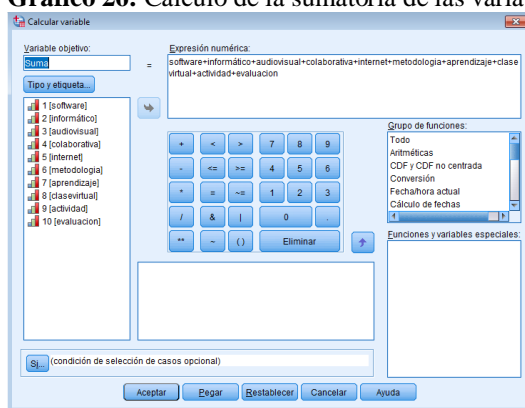 Gráfico 26: Cálculo de la sumatoria de las varia
Calcular variable
Variable objetivo:
Suma
Tipo y etiqueta...
=
Expresión numérica:
software+informático+audiovisual+colaborativa+internet+metodologia+aprendizaje+clase
virtual+actividad+evaluacion
1 [software]
2 [informático]
3 [audiovisual]
4 [colaborativa]
5 [internet]
6 [metodologia]
7 [aprendizaje]
8 [clasevirtual]
9 [actividad]
10 [evaluacion]
+ < > 7 8 9
- <= >= 4 5 6
* = ~= 1 2 3
/ & | 0 .
** ~ ( ) Eliminar
Grupo de funciones:
Todo
Aritméticas
CDF y CDF no centrada
Conversión
Fecha/hora actual
Cálculo de fechas
Funciones y variables especiales:
Si... (condición de selección de casos opcional)
Aceptar Pegar Restablecer Cancelar Ayuda